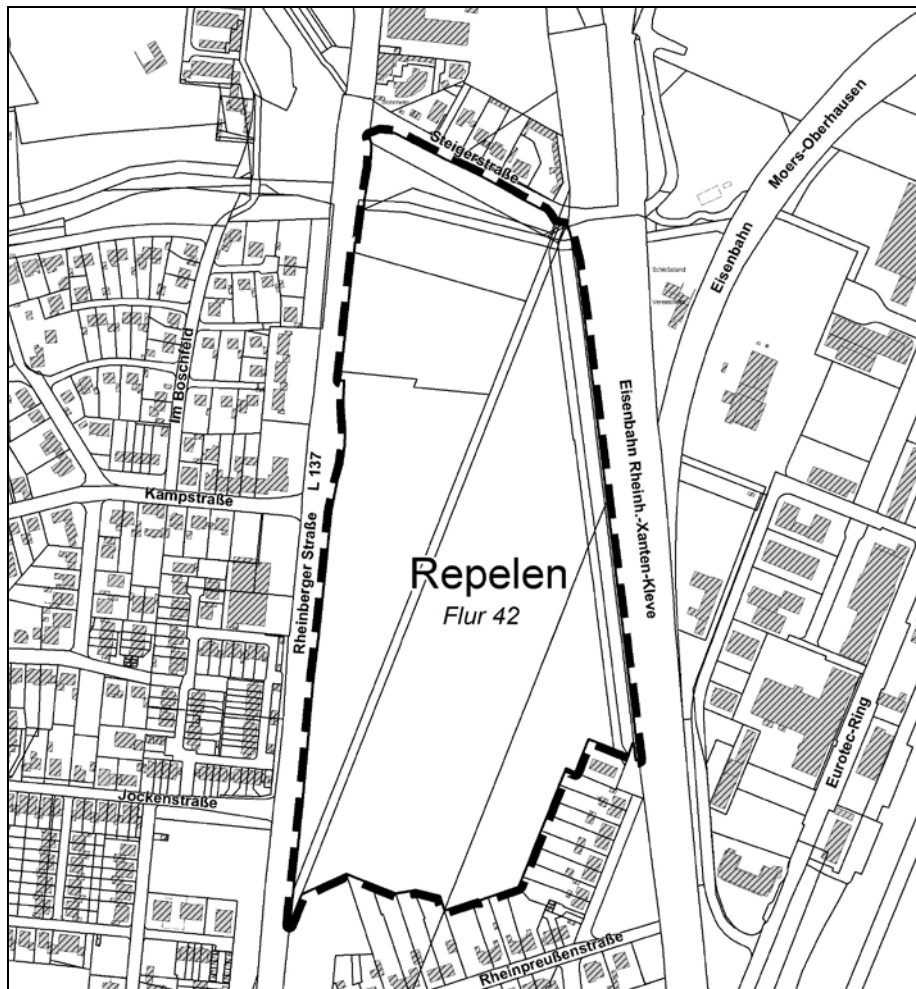 Steigerstraße
Moers-Oberhausen
Eisenbahn
Im Boschfeld
Kampstraße
Rheinberger Straße
L 137
Eisenbahn Rheinh.-Xanten-Kleve
Repelen
Flur 42
Jockenstraße
Eurotec-Ring
Rheinpreußenstraße